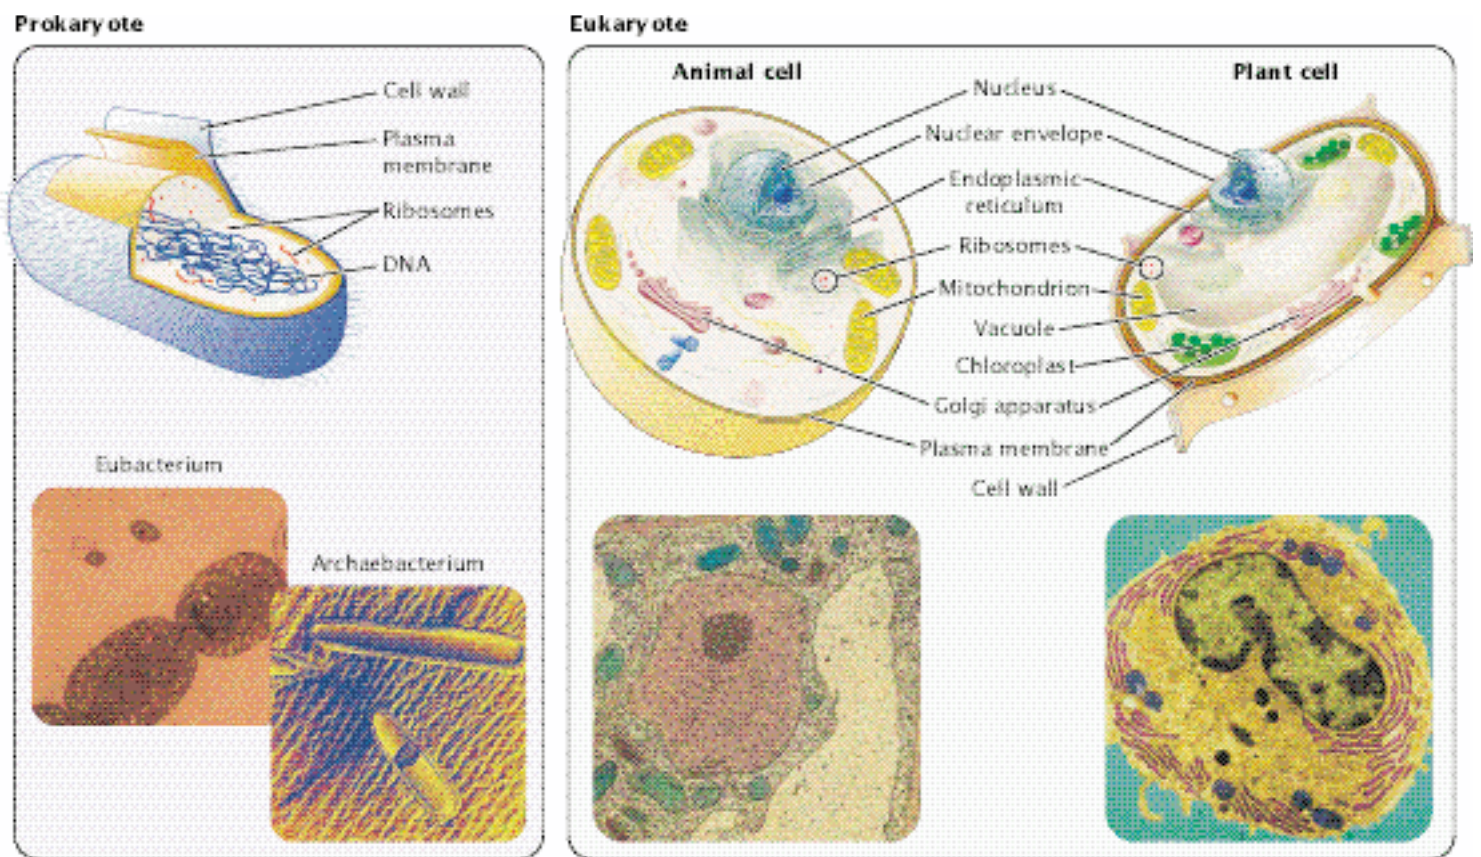 Prokaryote
Cell wall
Plasma
membrane
Ribosomes
DNA
Eubacterium
Archaebacterium
Eukaryote
Animal cell
Plant cell
Nucleus
Nuclear envelope
Endoplasmic
reticulum
Ribosomes
Mitochondrion
Vacuole
Chloroplast
Golgi apparatus
Plasma membrane
Cell wall